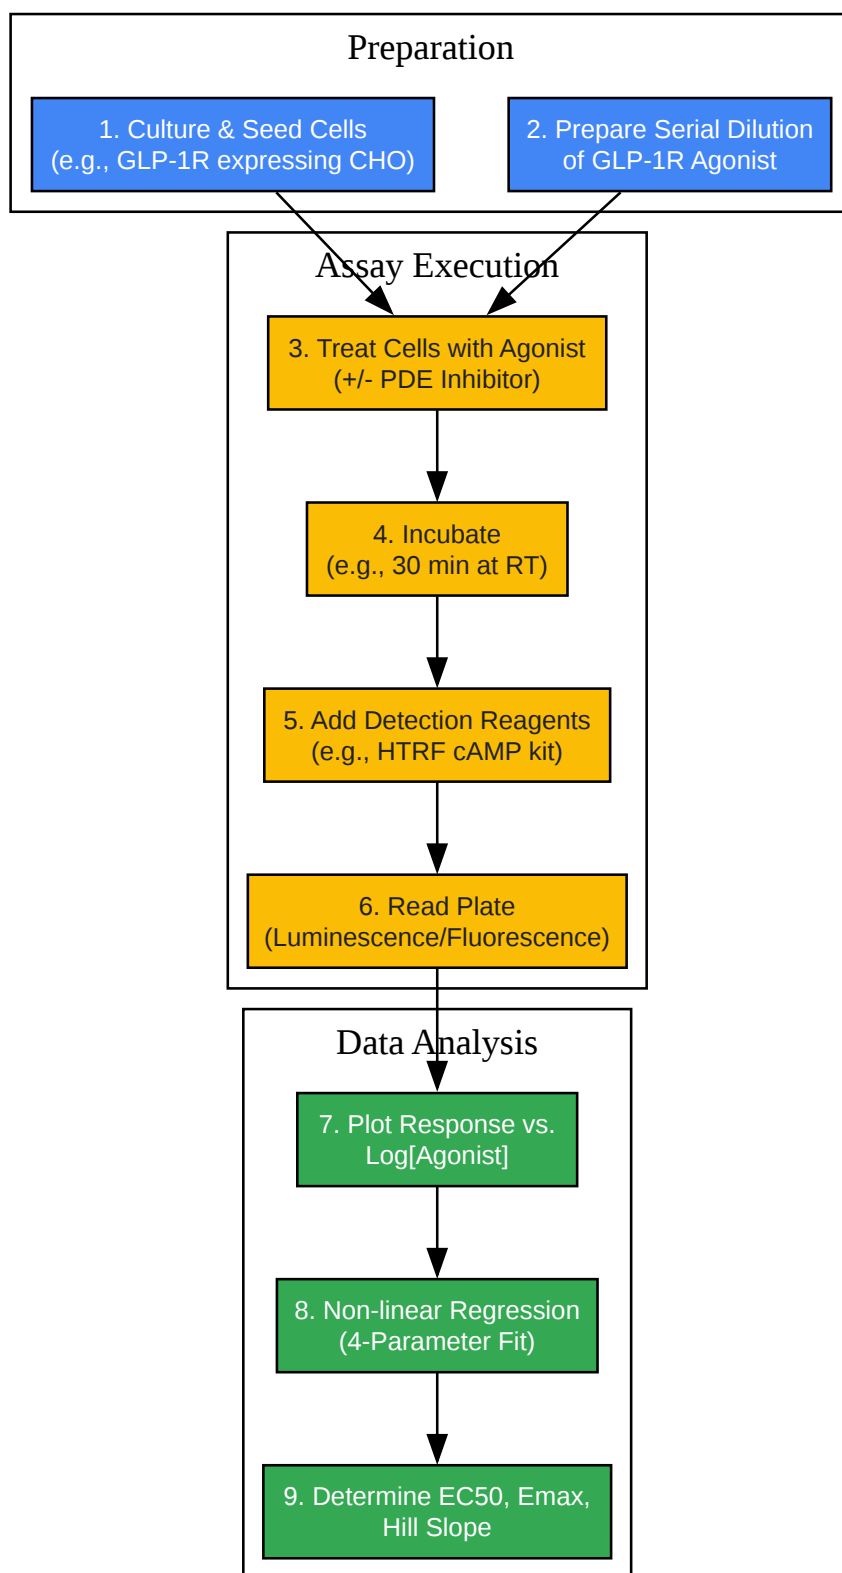 Preparation
1. Culture & Seed Cells
(e.g., GLP-1R expressing CHO)
2. Prepare Serial Dilution
of GLP-1R Agonist
Assay Execution
3. Treat Cells with Agonist
(+/- PDE Inhibitor)
4. Incubate
(e.g., 30 min at RT)
5. Add Detection Reagents
(e.g., HTRF cAMP kit)
6. Read Plate
(Luminescence/Fluorescence)
Data Analysis
7. Plot Response vs.
Log[Agonist]
8. Non-linear Regression
(4-Parameter Fit)
9. Determine EC50, Emax,
Hill Slope